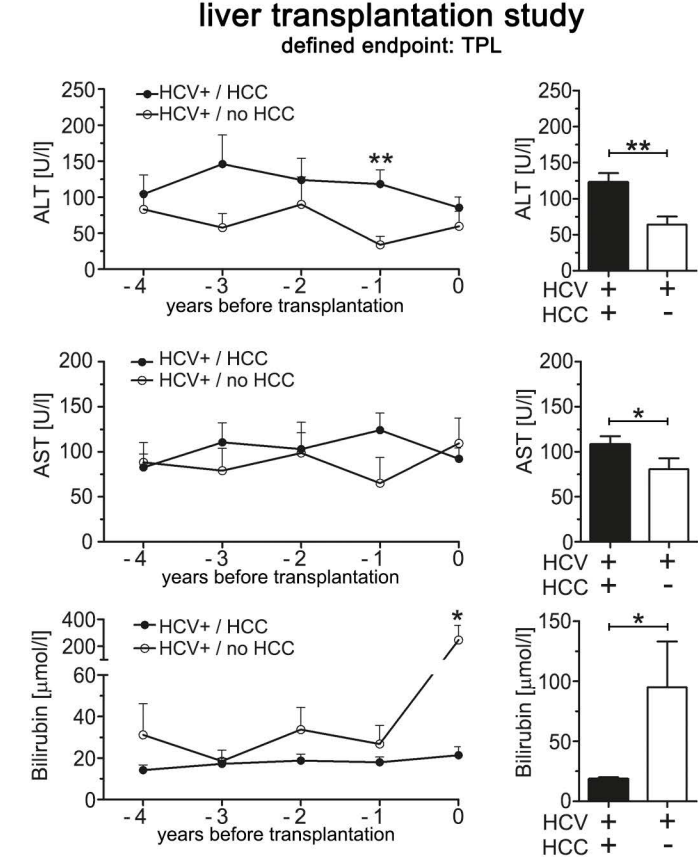 liver transplantation study
defined endpoint: TPL
250
200
150
100
50
0
ALT [U/l]
HCV+ / HCC
HCV+ / no HCC
**
- 4
- 3
- 2
- 1
0
years before transplantation
250
200
150
100
50
0
ALT [U/l]
**
HCV + +
HCC + -
200
150
100
50
0
AST [U/l]
HCV+ / HCC
HCV+ / no HCC
- 4
- 3
- 2
- 1
0
years before transplantation
200
150
100
50
0
AST [U/l]
*
HCV + +
HCC + -
400
200
60
40
20
0
Bilirubin [µmol/l]
HCV+ / HCC
HCV+ / no HCC
*
- 4
- 3
- 2
- 1
0
years before transplantation
150
100
50
0
Bilirubin [µmol/l]
*
HCV + +
HCC + -